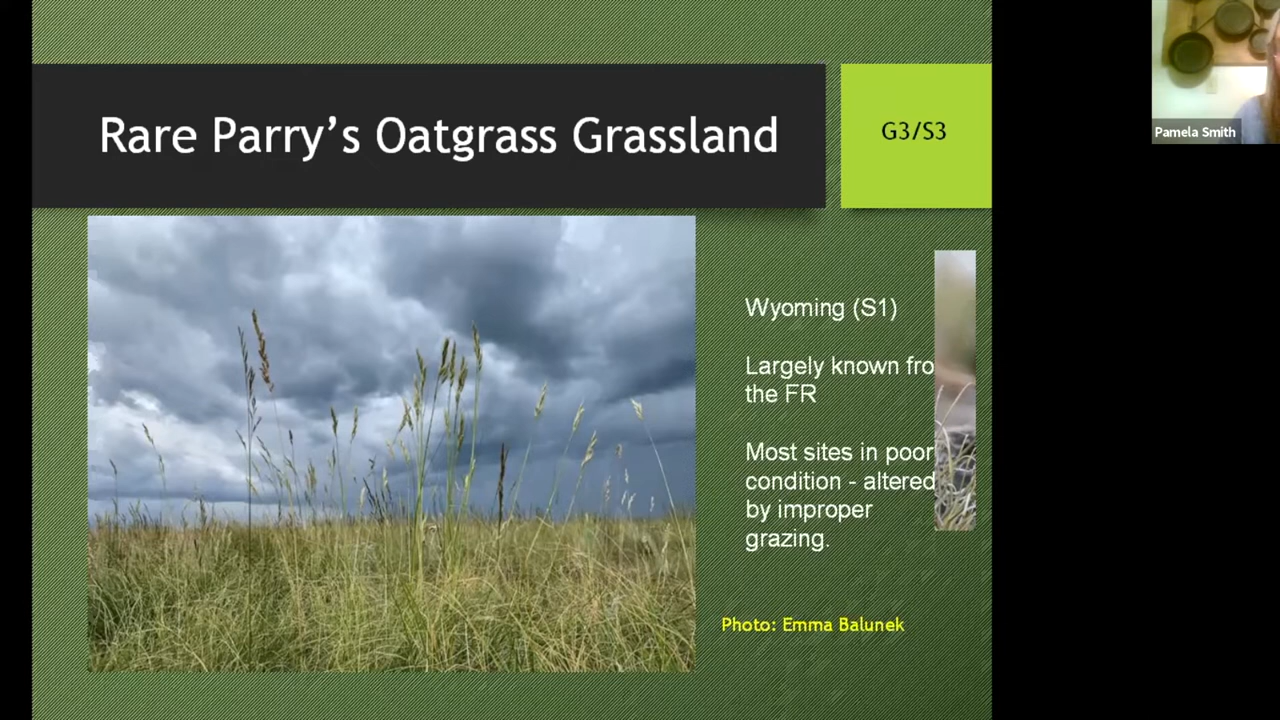 Rare Parry's Oatgrass Grassland
G3/S3
Pamela Smith
Wyoming (S1)
Largely known fro
the FR
Most sites in poor
condition - altered
by improper
grazing.
Photo: Emma Balunek